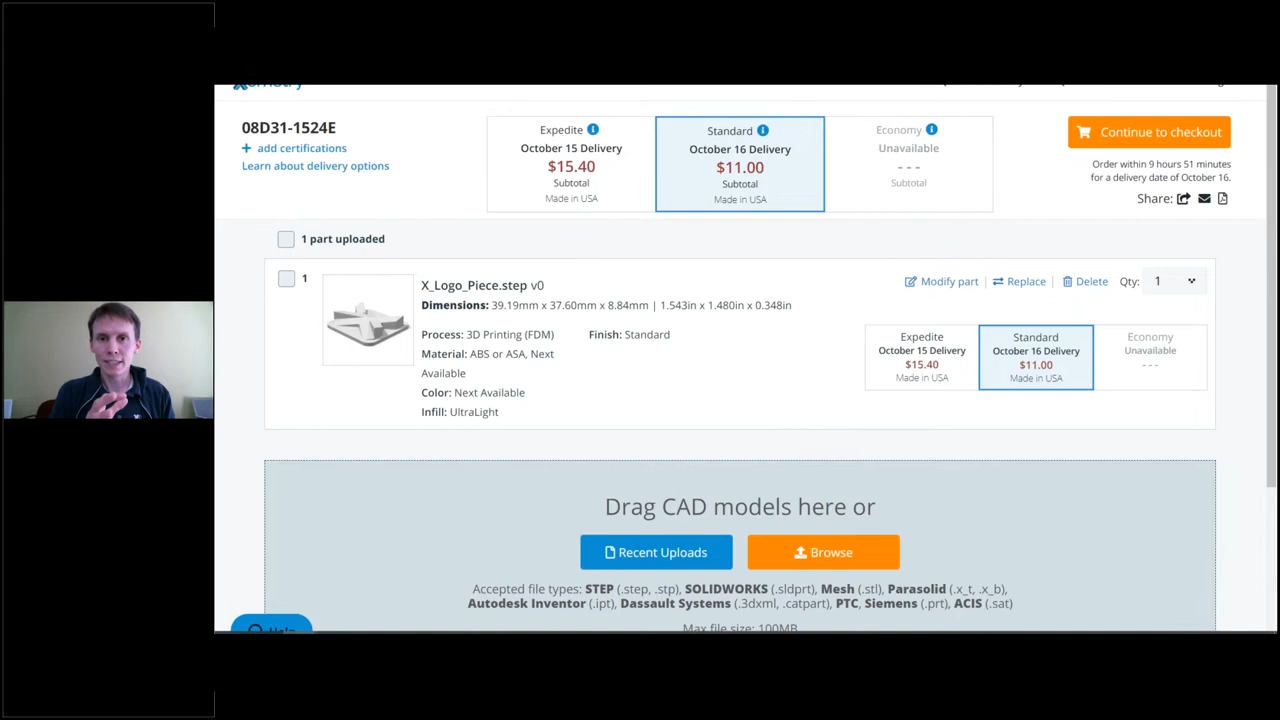 08D31-1524E
+ add certifications
Learn about delivery options
Expedite
October 15 Delivery
$15.40
Subtotal
Made in USA
Standard
October 16 Delivery
$11.00
Subtotal
Made in USA
Economy
Unavailable
- - -
Subtotal
Continue to checkout
Order within 9 hours 51 minutes
for a delivery date of October 16.
Share:
1 part uploaded
1
X_Logo_Piece.step v0
Dimensions: 39.19mm x 37.60mm x 8.84mm | 1.543in x 1.480in x 0.348in
Process: 3D Printing (FDM)
Finish: Standard
Material: ABS or ASA, Next
Available
Color: Next Available
Infill: UltraLight
Modify part | Replace | Delete Qty: 1
Expedite
October 15 Delivery
$15.40
Made in USA
Standard
October 16 Delivery
$11.00
Made in USA
Economy
Unavailable
- - -
Drag CAD models here or
Recent Uploads
Browse
Accepted file types: STEP (.step, .stp), SOLIDWORKS (.sldprt), Mesh (.stl), Parasolid (.x_t, .x_b),
Autodesk Inventor (.ipt), Dassault Systems (.3dxml, .catpart), PTC, Siemens (.prt), ACIS (.sat)
Max file size: 100MB
Help